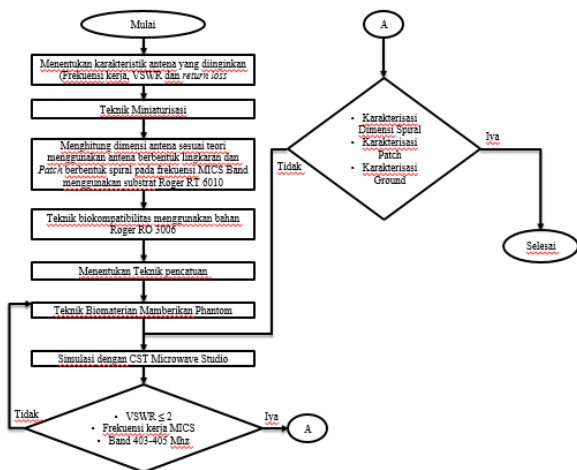 Mulai
Menentukan karakteristik antena yang diinginkan
(Frekuensi kerja, VSWR dan return loss
Teknik Miniaturisasi
Menghitung dimensi antena sesuai teori
menggunakan antena berbentuk lingkaran dan
Patch berbentuk spiral pada frekuensi MICS Band
menggunakan substrat Roger RT 6010
Teknik biokompatibilitas menggunakan bahan
Roger RO 3006
Menentukan Teknik pencatuan
Teknik Biomaterian Mamberikan Phantom
Simulasi dengan CST Microwave Studio
Tidak
• VSWR ≤ 2
• Frekuensi kerja MICS
• Band 403-405 Mhz
Iya
A
A
• Karakterisasi
Dimensi Spiral
• Karakterisasi
Patch
• Karakterisasi
Ground
Tidak
Iya
Selesai